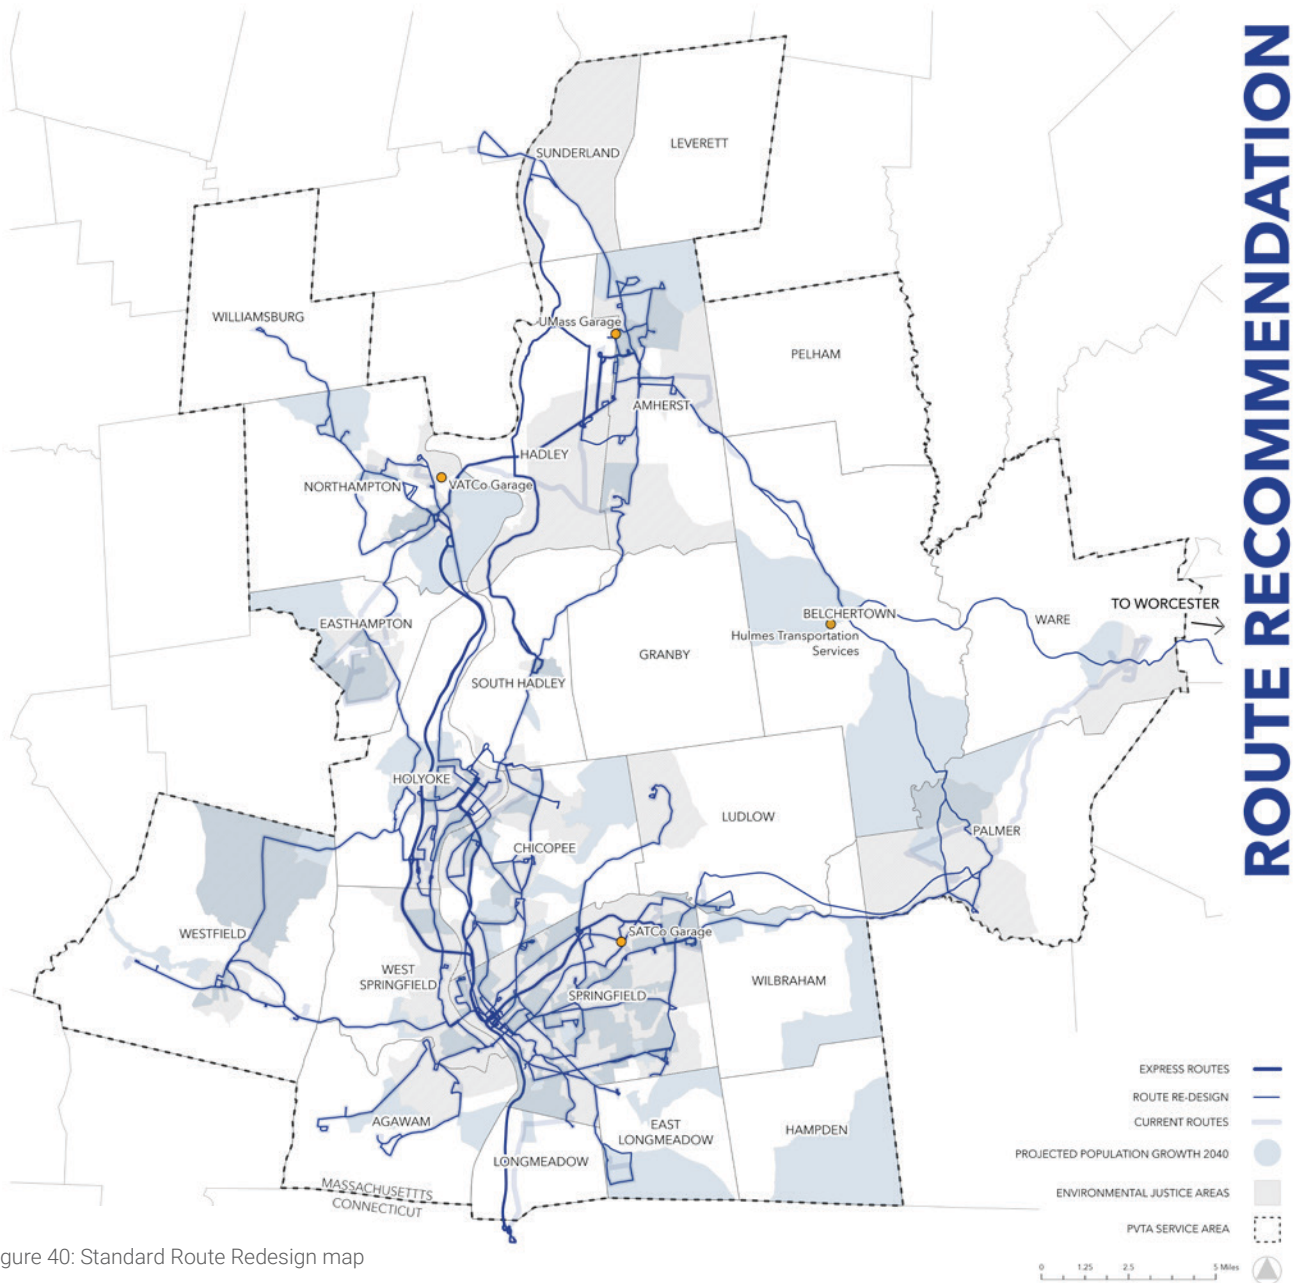 ROUTE RECOMMENDATION
SUNDERLAND
LEVERETT
WILLIAMSBURG
UMass Garage
PELHAM
AMHERST
HADLEY
NORTHAMPTON
VATCo Garage
BELCHERTOWN
Hulmes Transportation
Services
TO WORCESTER
WARE
EASTHAMPTON
GRANBY
SOUTH HADLEY
HOLYOKE
LUDLOW
PALMER
CHICOPEE
WESTFIELD
SATCo Garage
WEST
SPRINGFIELD
SPRINGFIELD
WILBRAHAM
AGAWAM
EAST
LONGMEADOW
HAMPDEN
LONGMEADOW
MASSACHUSETTTS
CONNECTICUT
EXPRESS ROUTES
ROUTE RE-DESIGN
CURRENT ROUTES
PROJECTED POPULATION GROWTH 2040
ENVIRONMENTAL JUSTICE AREAS
PVTA SERVICE AREA
0 1.25 2.5 5 Miles
gure 40: Standard Route Redesign map